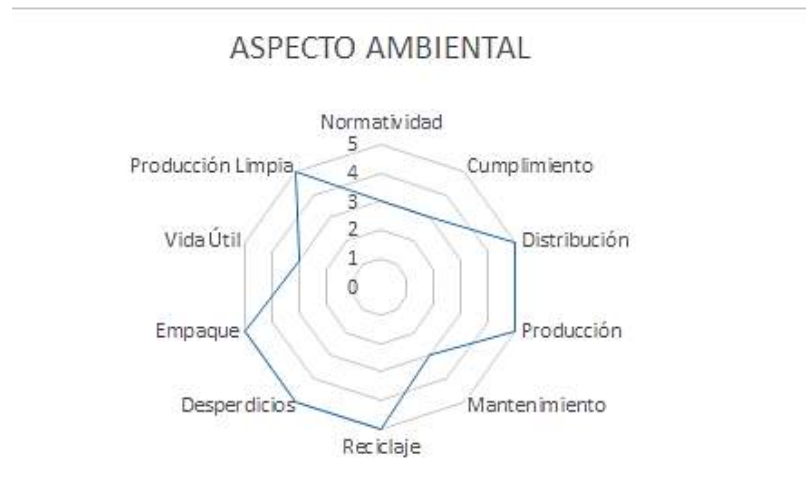 ASPECTO AMBIENTAL
Normatividad
5
Producción Limpia
4
Cumplimiento
3
Vida Útil
2
Distribución
1
0
Empaque
Producción
Desperdicios
Mantenimiento
Reciclaje